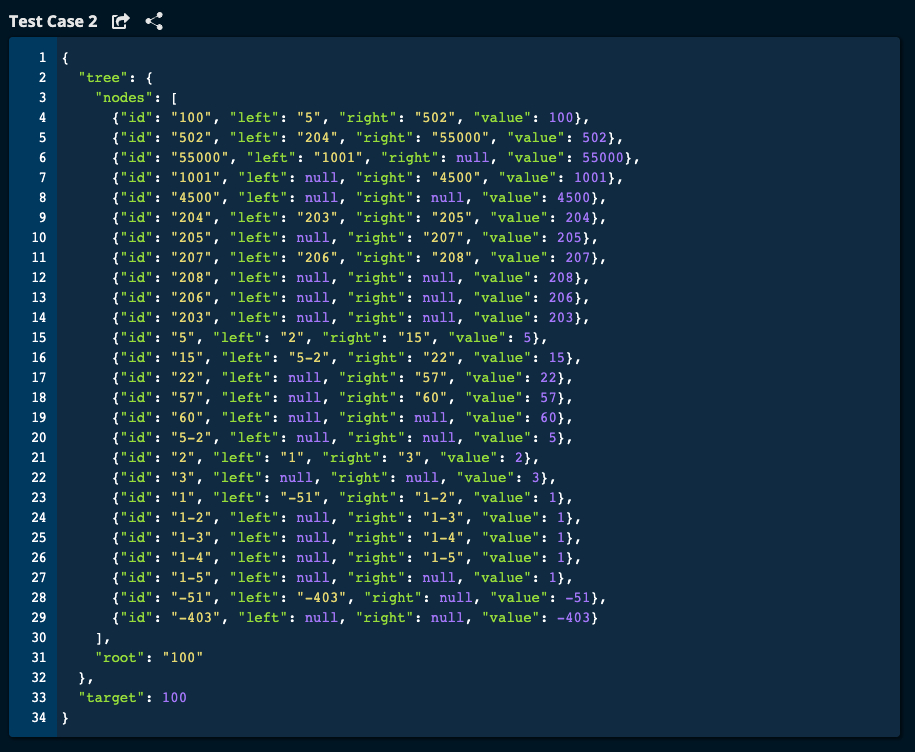 Test Case 2
1 {
2   "tree": {
3     "nodes": [
4       {"id": "100", "left": "5", "right": "502", "value": 100},
5       {"id": "502", "left": "204", "right": "55000", "value": 502},
6       {"id": "55000", "left": "1001", "right": null, "value": 55000},
7       {"id": "1001", "left": null, "right": "4500", "value": 1001},
8       {"id": "4500", "left": null, "right": null, "value": 4500},
9       {"id": "204", "left": "203", "right": "205", "value": 204},
10       {"id": "205", "left": null, "right": "207", "value": 205},
11       {"id": "207", "left": "206", "right": "208", "value": 207},
12       {"id": "208", "left": null, "right": null, "value": 208},
13       {"id": "206", "left": null, "right": null, "value": 206},
14       {"id": "203", "left": null, "right": null, "value": 203},
15       {"id": "5", "left": "2", "right": "15", "value": 5},
16       {"id": "15", "left": "5-2", "right": "22", "value": 15},
17       {"id": "22", "left": null, "right": "57", "value": 22},
18       {"id": "57", "left": null, "right": "60", "value": 57},
19       {"id": "60", "left": null, "right": null, "value": 60},
20       {"id": "5-2", "left": null, "right": null, "value": 5},
21       {"id": "2", "left": "1", "right": "3", "value": 2},
22       {"id": "3", "left": null, "right": null, "value": 3},
23       {"id": "1", "left": "-51", "right": "1-2", "value": 1},
24       {"id": "1-2", "left": null, "right": "1-3", "value": 1},
25       {"id": "1-3", "left": null, "right": "1-4", "value": 1},
26       {"id": "1-4", "left": null, "right": "1-5", "value": 1},
27       {"id": "1-5", "left": null, "right": null, "value": 1},
28       {"id": "-51", "left": "-403", "right": null, "value": -51},
29       {"id": "-403", "left": null, "right": null, "value": -403}
30     ],
31     "root": "100"
32   },
33   "target": 100
34 }